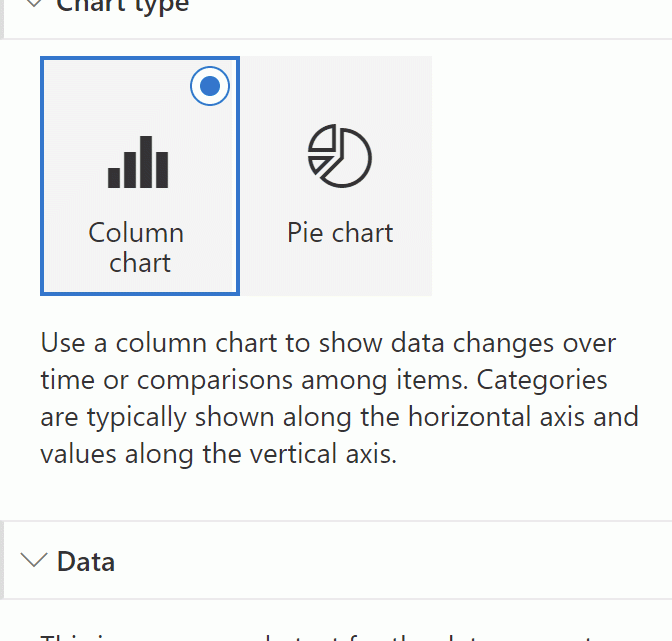 Chart type
Column
chart
Pie chart
Use a column chart to show data changes over
time or comparisons among items. Categories
are typically shown along the horizontal axis and
values along the vertical axis.
Data